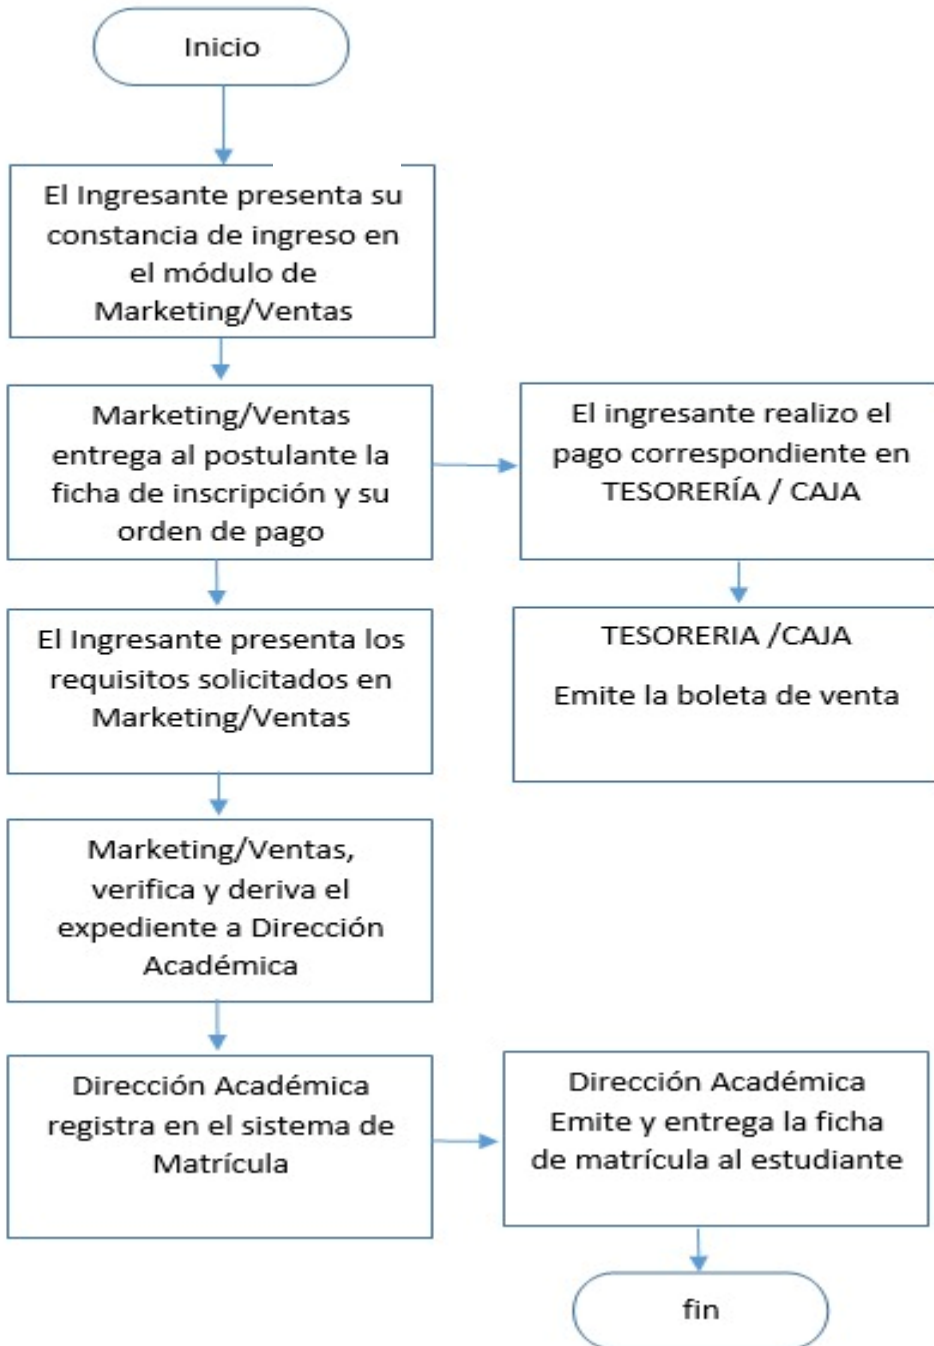 Inicio
El Ingresante presenta su
constancia de ingreso en
el módulo de
Marketing/Ventas
Marketing/Ventas
entrega al postulante la
ficha de inscripción y su
orden de pago
El ingresante realizo el
pago correspondiente en
TESORERÍA / CAJA
El Ingresante presenta los
requisitos solicitados en
Marketing/Ventas
TESORERIA /CAJA
Emite la boleta de venta
Marketing/Ventas,
verifica y deriva el
expediente a Dirección
Académica
Dirección Académica
registra en el sistema de
Matrícula
Dirección Académica
Emite y entrega la ficha
de matrícula al estudiante
fin